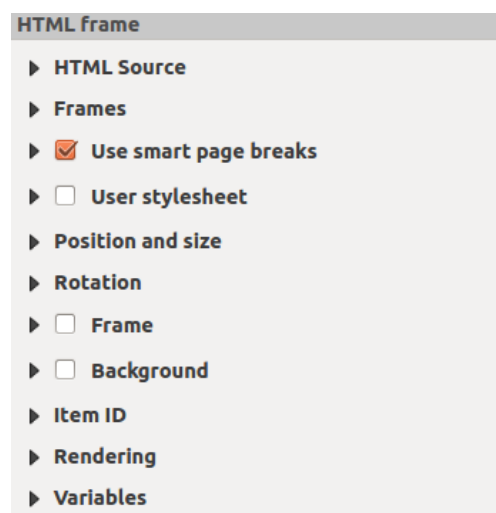 HTML frame
HTML Source
Frames
Use smart page breaks
User stylesheet
Position and size
Rotation
Frame
Background
Item ID
Rendering
Variables